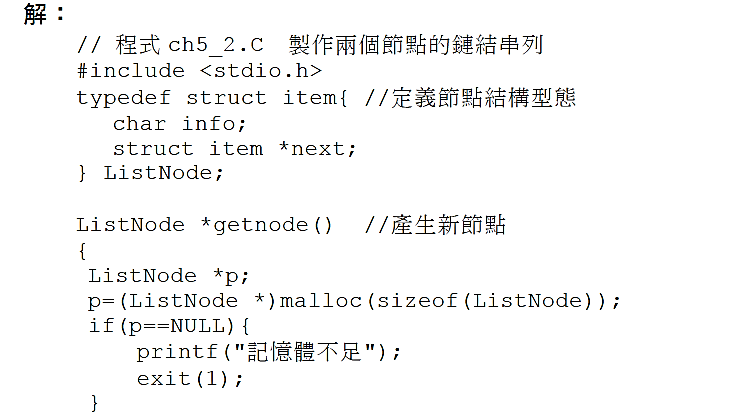 解：
// 程式 ch5_2.C 製作兩個節點的鏈結串列
#include <stdio.h>
typedef struct item{ //定義節點結構型態
char info;
struct item *next;
} ListNode;
ListNode *getnode() //產生新節點
{
ListNode *p;
p=(ListNode *)malloc(sizeof(ListNode));
if(p==NULL){
printf("記憶體不足");
exit(1);
}